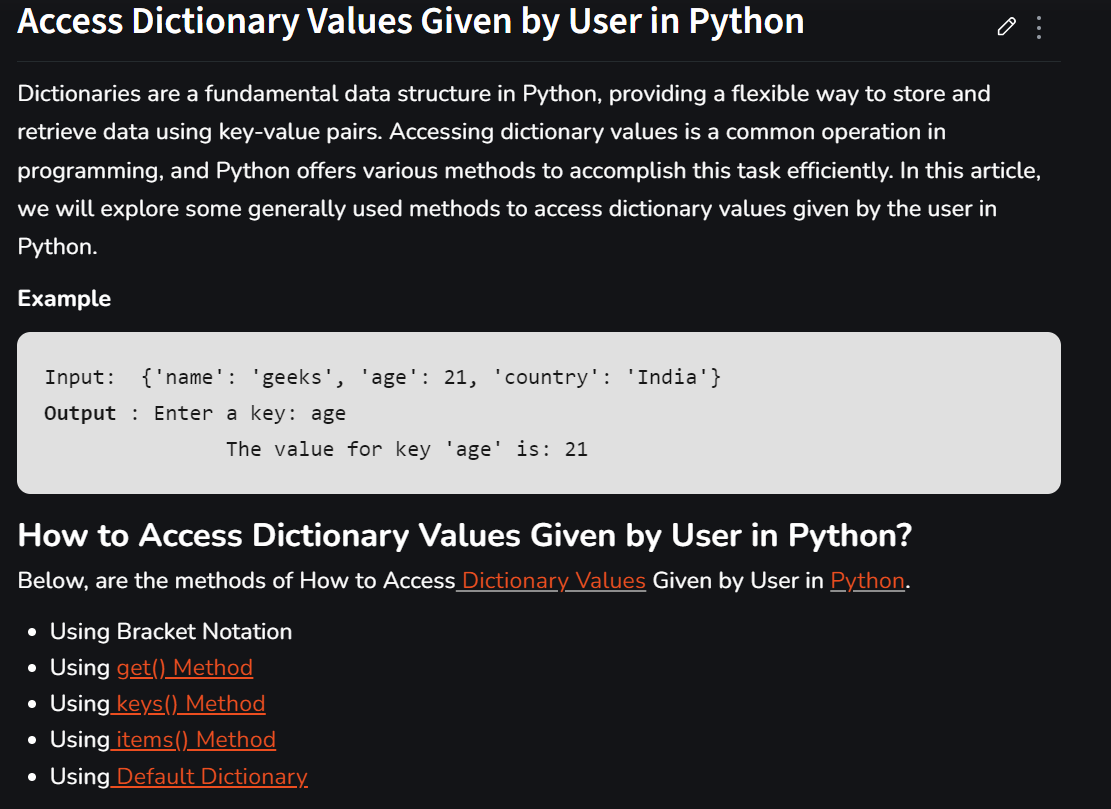 Access Dictionary Values Given by User in Python
Dictionaries are a fundamental data structure in Python, providing a flexible way to store and
retrieve data using key-value pairs. Accessing dictionary values is a common operation in
programming, and Python offers various methods to accomplish this task efficiently. In this article,
we will explore some generally used methods to access dictionary values given by the user in
Python.
Example
Input:  {'name': 'geeks', 'age': 21, 'country': 'India'}
Output : Enter a key: age
The value for key 'age' is: 21
How to Access Dictionary Values Given by User in Python?
Below, are the methods of How to Access Dictionary Values Given by User in Python.
• Using Bracket Notation
• Using get() Method
• Using keys() Method
• Using items() Method
• Using Default Dictionary